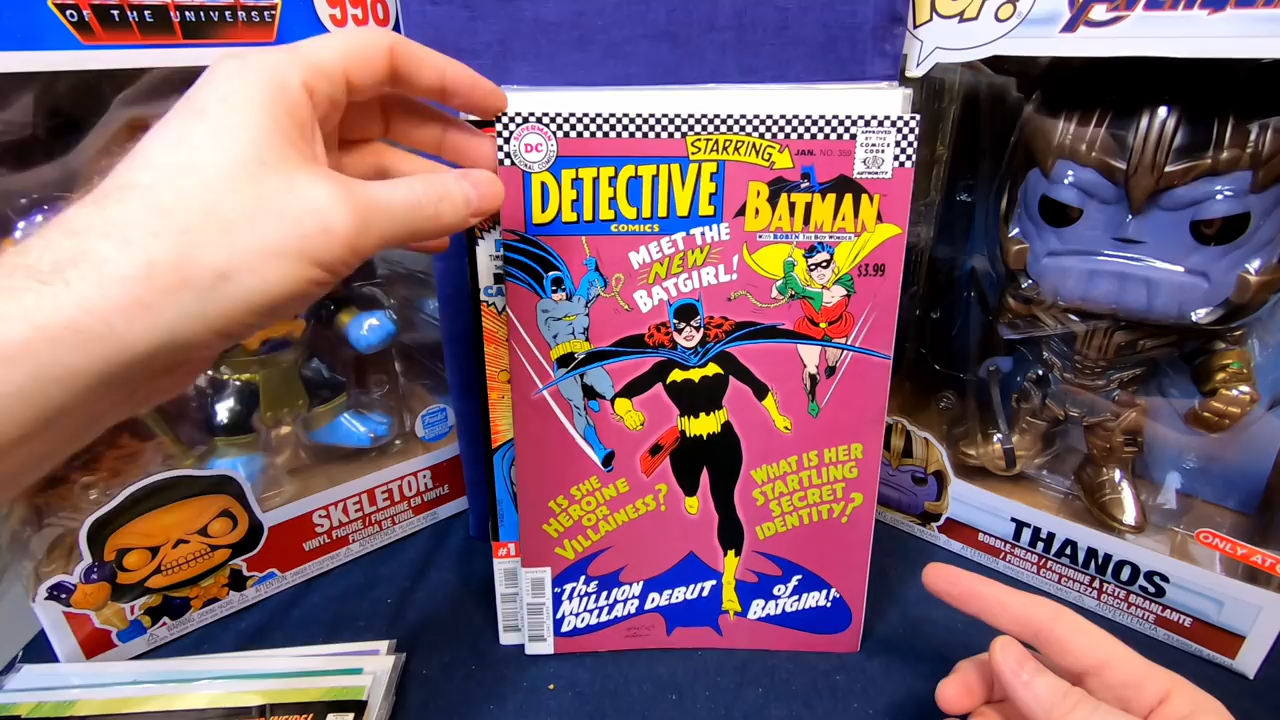 OF THE UNIVERSE
998
POP!
SUPERMAN
DC
NATIONAL COMICS
STARRING
JAN. NO. 359
APPROVED
BY THE
COMICS
CODE
AUTHORITY
DETECTIVE
COMICS
BATMAN
WITH ROBIN THE BOY WONDER
MEET THE
NEW
BATGIRL!
$3.99
IS SHE
HEROINE
OR
VILLAINESS?
WHAT IS HER
STARTLING
SECRET
IDENTITY?
"The
MILLION
DOLLAR DEBUT
of
BATGIRL!"
#1
SKELETOR
VINYL FIGURE / FIGURINE EN VINYLE
FIGURA DE VINIL
THANOS
BOBBLE-HEAD / FIGURINE À TÊTE BRANLANTE
/ FIGURA CON CABEZA OSCILANTE
ONLY AT